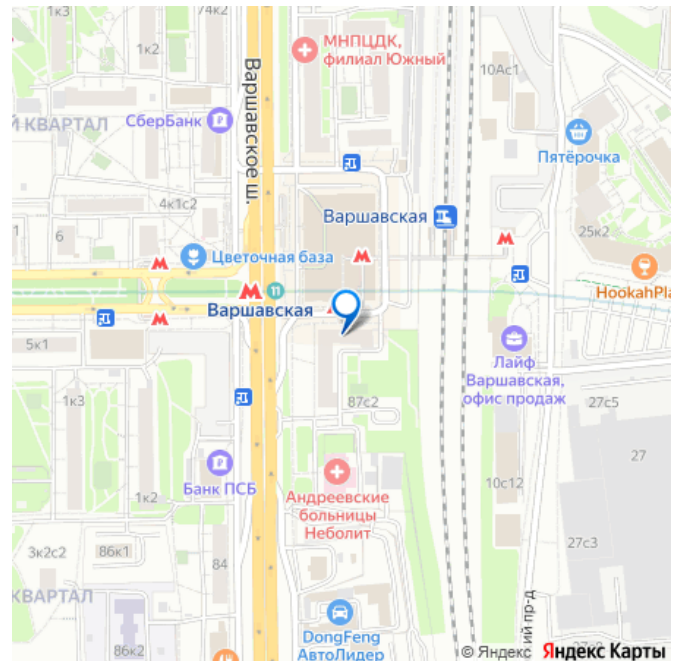 74к2
1к2
МНПЦДК,
филиал Южный
10Ас1
Й КВАРТАЛ
СберБанк
Варшавское ш.
Пятёрочка
4к1с2
Варшавская
6
25к2
Цветочная база
11
HookahPla
Варшавская
5к1
Лайф
Варшавская,
офис продаж
1к3
87с2
27с5
27
Банк ПСБ
1к2
Андреевские
больницы
Неболит
10с12
3к2с2
86к1
84
27с3
КВАРТАЛ
86к2
DongFeng
АвтоЛидер
ий пр-д
© Яндекс Яндекс Карты